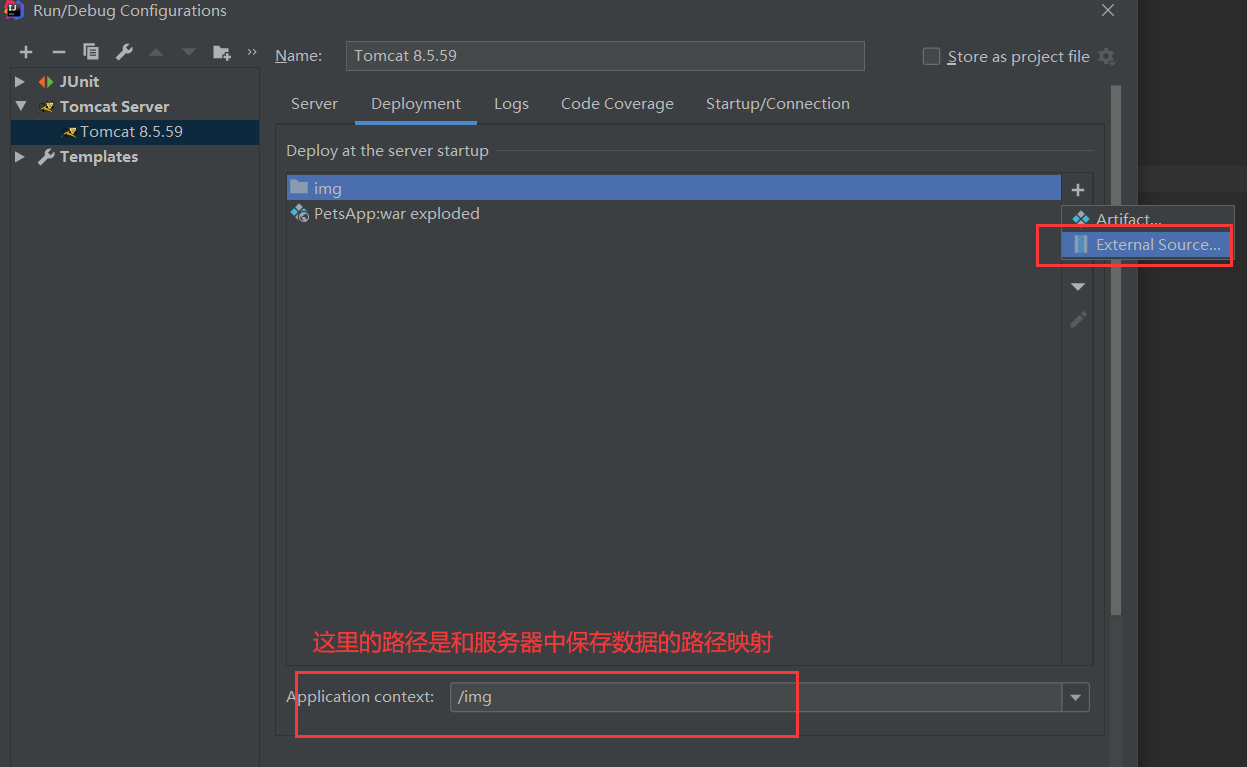 Run/Debug Configurations
Name:
Tomcat 8.5.59
Store as project file
JUnit
Tomcat Server
Tomcat 8.5.59
Templates
Server
Deployment
Logs
Code Coverage
Startup/Connection
Deploy at the server startup
img
PetsApp:war exploded
Artifact...
External Source...
这里的路径是和服务器中保存数据的路径映射
Application context:
/img